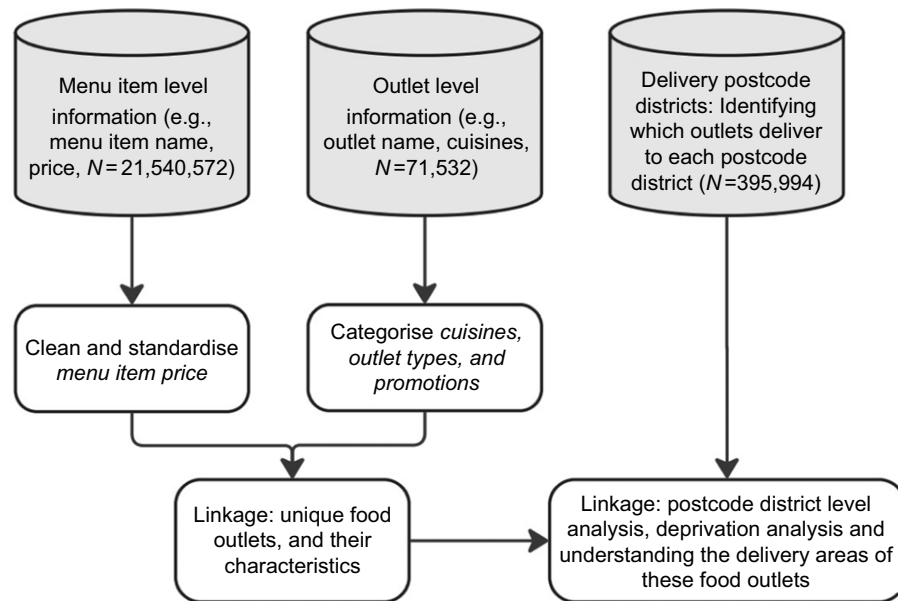 Menu item level
information (e.g.,
menu item name,
price, N=21,540,572)
Outlet level
information (e.g.,
outlet name, cuisines,
N=71,532)
Delivery postcode
districts: Identifying
which outlets deliver
to each postcode
district (N=395,994)
Clean and standardise
menu item price
Categorise cuisines,
outlet types, and
promotions
Linkage: unique food
outlets, and their
characteristics
Linkage: postcode district level
analysis, deprivation analysis and
understanding the delivery areas of
these food outlets